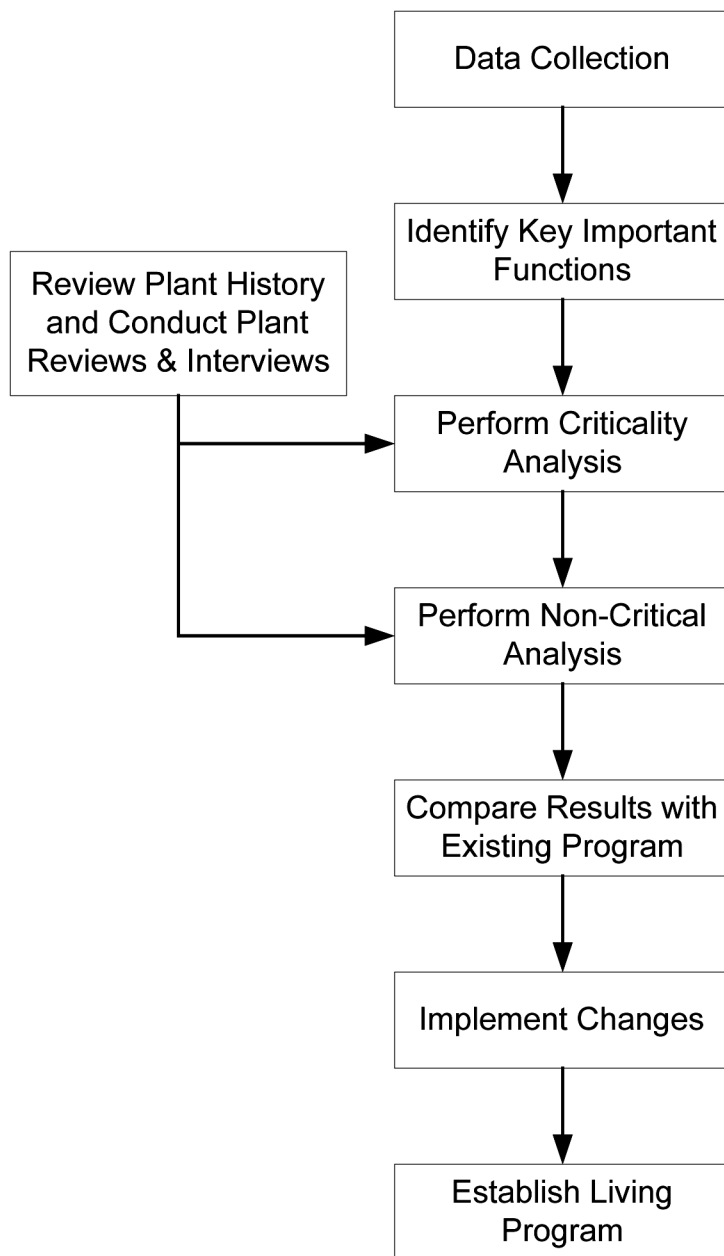 Data Collection
Identify Key Important
Functions
Review Plant History
and Conduct Plant
Reviews & Interviews
Perform Criticality
Analysis
Perform Non-Critical
Analysis
Compare Results with
Existing Program
Implement Changes
Establish Living
Program